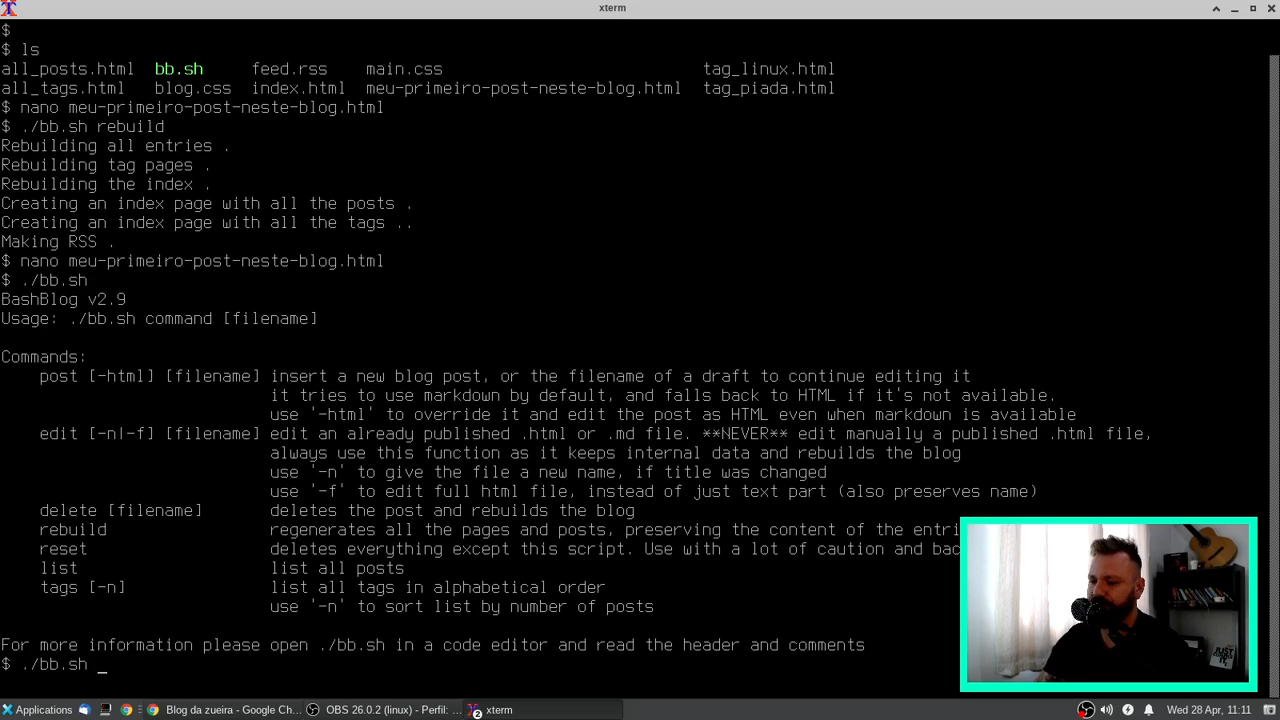 xterm
$
$ ls
all_posts.html bb.sh feed.rss main.css tag_linux.html
all_tags.html blog.css index.html meu-primeiro-post-neste-blog.html tag_piada.html
$ nano meu-primeiro-post-neste-blog.html
$ ./bb.sh rebuild
Rebuilding all entries .
Rebuilding tag pages .
Rebuilding the index .
Creating an index page with all the posts .
Creating an index page with all the tags ..
Making RSS .
$ nano meu-primeiro-post-neste-blog.html
$ ./bb.sh
BashBlog v2.9
Usage: ./bb.sh command [filename]
Commands:
post [-html] [filename] insert a new blog post, or the filename of a draft to continue editing it
it tries to use markdown by default, and falls back to HTML if it's not available.
use '-html' to override it and edit the post as HTML even when markdown is available
edit [-n|-f] [filename] edit an already published .html or .md file. **NEVER** edit manually a published .html file,
always use this function as it keeps internal data and rebuilds the blog
use '-n' to give the file a new name, if title was changed
use '-f' to edit full html file, instead of just text part (also preserves name)
delete [filename] deletes the post and rebuilds the blog
rebuild regenerates all the pages and posts, preserving the content of the entri
reset deletes everything except this script. Use with a lot of caution and bac
list list all posts
tags [-n] list all tags in alphabetical order
use '-n' to sort list by number of posts
For more information please open ./bb.sh in a code editor and read the header and comments
$ ./bb.sh _
Applications Blog da zueira - Google Ch... OBS 26.0.2 (linux) - Perfil: ... 2 xterm Wed 28 Apr, 11:11